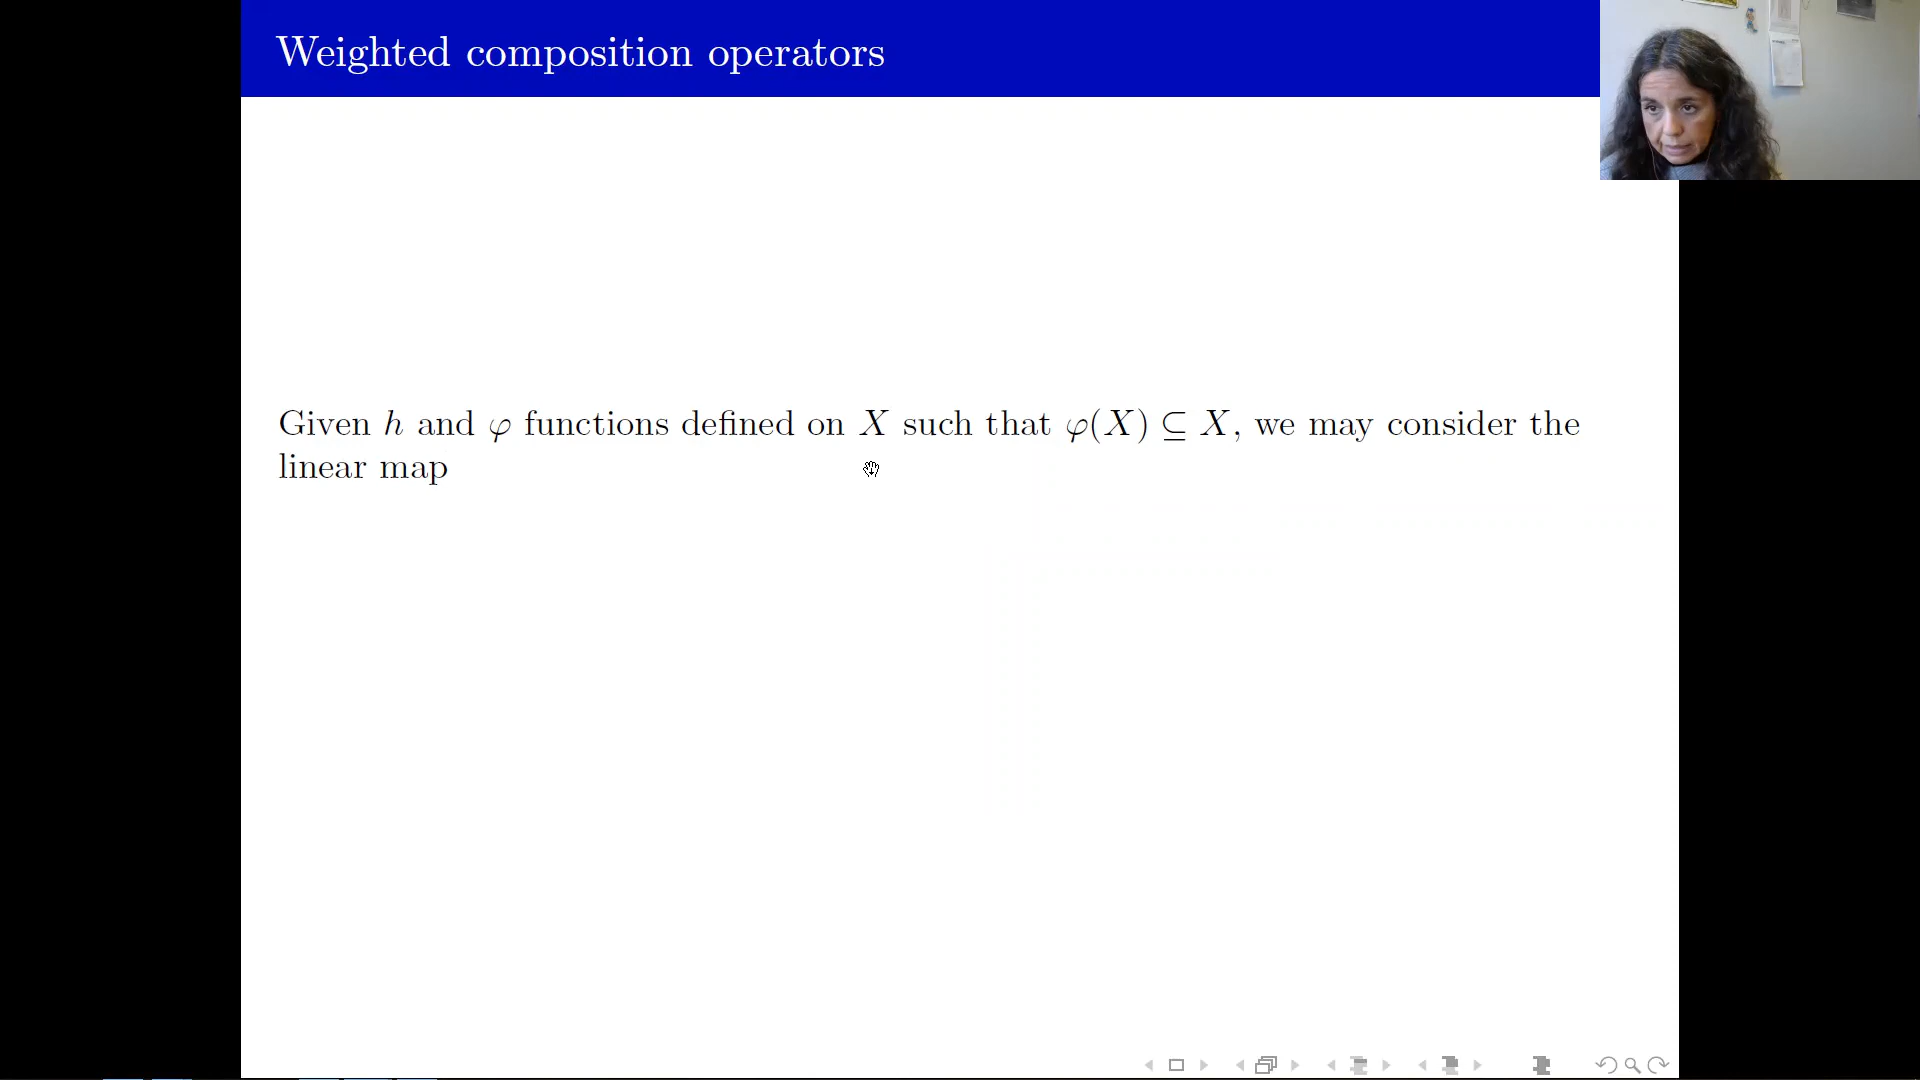 Weighted composition operators
Given h and φ functions defined on X such that φ(X) ⊆ X, we may consider the
linear map